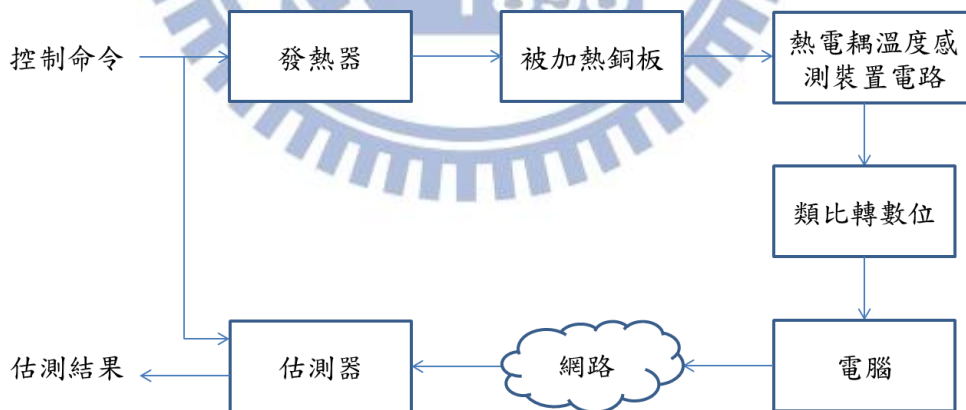 控制命令
發熱器
被加熱銅板
熱電耦溫度感
測裝置電路
類比轉數位
電腦
網路
估測器
估測結果
1896